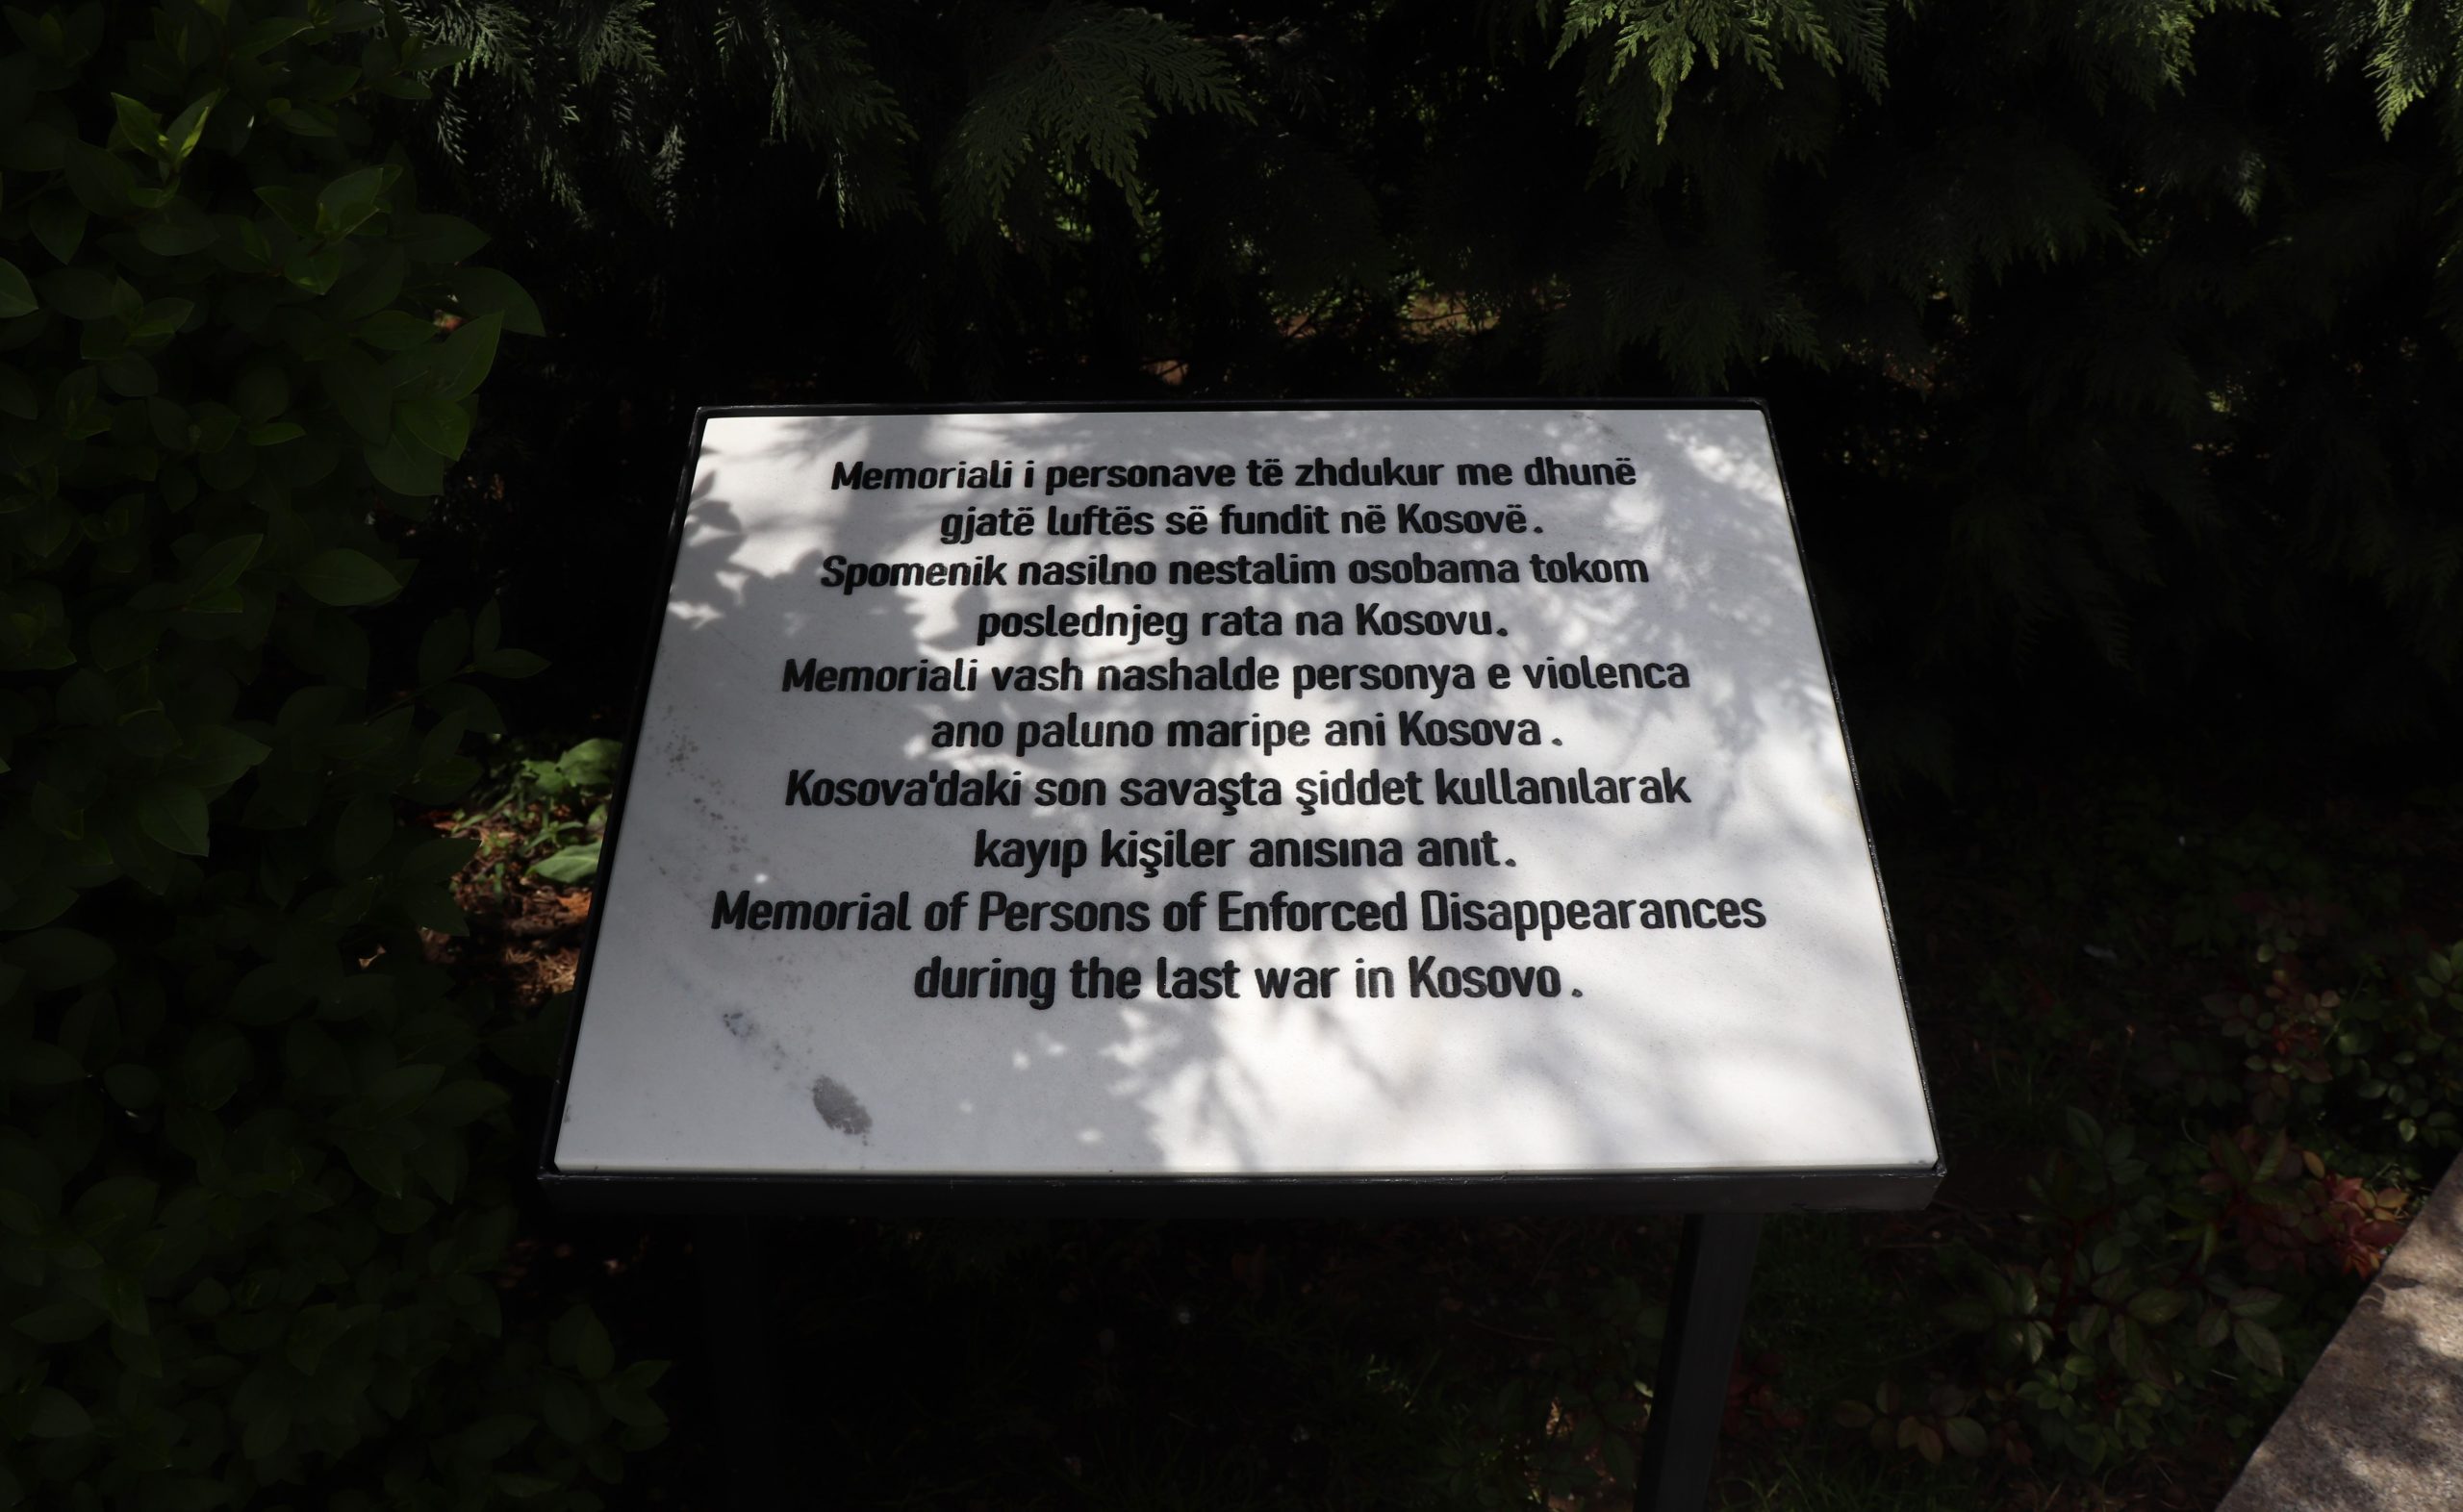 Memoriali i personave të zhdukur me dhunë
gjatë luftës së fundit në Kosovë.
Spomenik nasilno nestalim osobama tokom
poslednjeg rata na Kosovu.
Memoriali vash nashalde personya e violenca
ano paluno maripe ani Kosova .
Kosova'daki son savaşta şiddet kullanılarak
kayıp kişiler anısına anıt.
Memorial of Persons of Enforced Disappearances
during the last war in Kosovo .